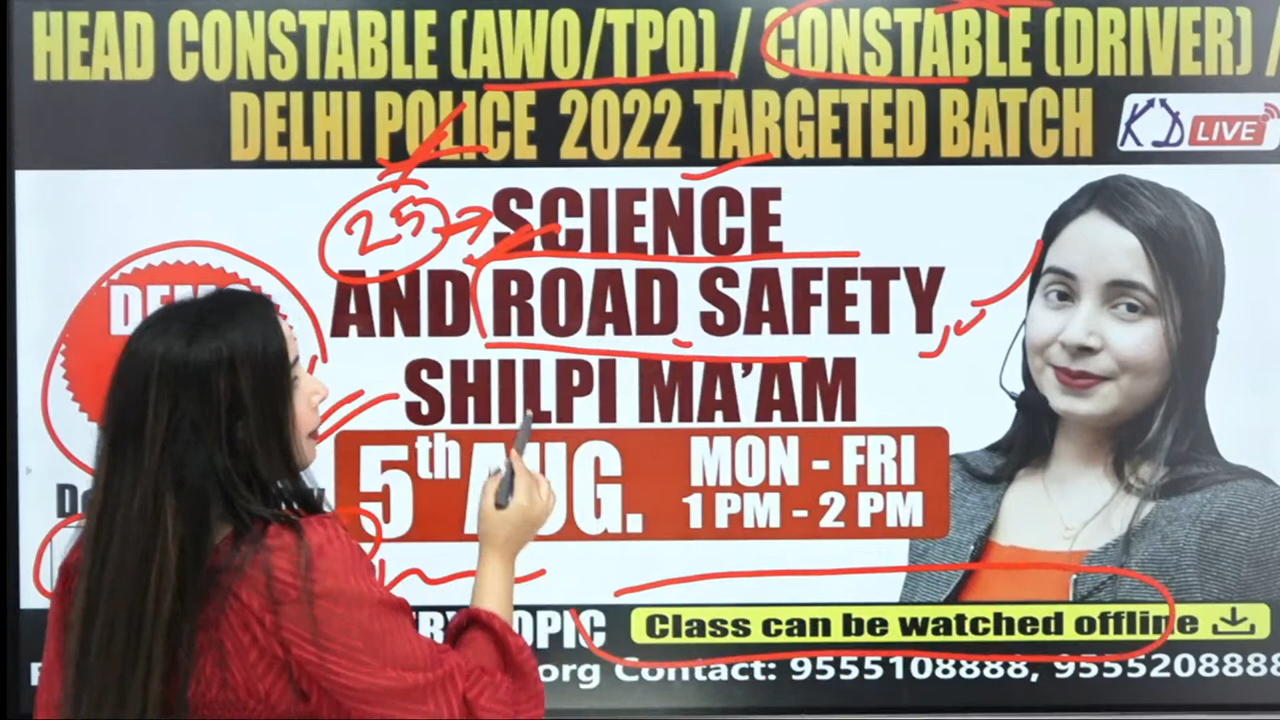 HEAD CONSTABLE (AWO/TPO) / CONSTABLE (DRIVER) /
DELHI POLICE 2022 TARGETED BATCH
KD LIVE
25 SCIENCE
DEMO
AND ROAD SAFETY
SHILPI MA'AM
5th AUG. MON - FRI
1 PM - 2 PM
Class can be watched offline
org Contact: 9555108888, 9555208888